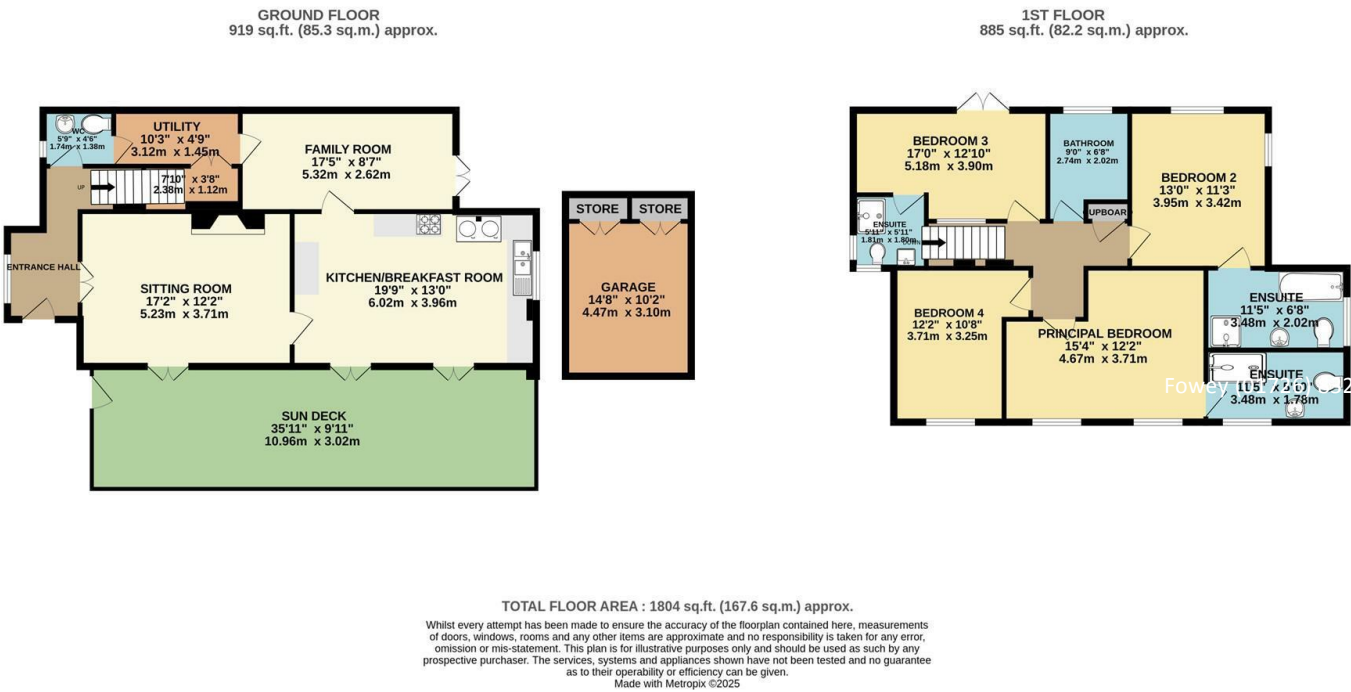 GROUND FLOOR
919 sq.ft. (85.3 sq.m.) approx.
1ST FLOOR
885 sq.ft. (82.2 sq.m.) approx.
WC
5'9" x 4'6"
1.74m x 1.38m
UTILITY
10'3" x 4'9"
3.12m x 1.45m
UP
7'10" x 3'8"
2.38m x 1.12m
FAMILY ROOM
17'5" x 8'7"
5.32m x 2.62m
ENTRANCE HALL
SITTING ROOM
17'2" x 12'2"
5.23m x 3.71m
KITCHEN/BREAKFAST ROOM
19'9" x 13'0"
6.02m x 3.96m
SUN DECK
35'11" x 9'11"
10.96m x 3.02m
STORE
STORE
GARAGE
14'8" x 10'2"
4.47m x 3.10m
BEDROOM 3
17'0" x 12'10"
5.18m x 3.90m
BATHROOM
9'0" x 6'8"
2.74m x 2.02m
BEDROOM 2
13'0" x 11'3"
3.95m x 3.42m
UPBOAR
ENSUITE
5'11" x 5'11"
1.81m x 1.80m
DOWN
BEDROOM 4
12'2" x 10'8"
3.71m x 3.25m
PRINCIPAL BEDROOM
15'4" x 12'2"
4.67m x 3.71m
ENSUITE
11'5" x 6'8"
3.48m x 2.02m
ENSUITE
11'5" x 5'10"
3.48m x 1.78m
Fowey (01726) 832
TOTAL FLOOR AREA : 1804 sq.ft. (167.6 sq.m.) approx.
Whilst every attempt has been made to ensure the accuracy of the floorplan contained here, measurements
of doors, windows, rooms and any other items are approximate and no responsibility is taken for any error,
omission or mis-statement. This plan is for illustrative purposes only and should be used as such by any
prospective purchaser. The services, systems and appliances shown have not been tested and no guarantee
as to their operability or efficiency can be given.
Made with Metropix ©2025